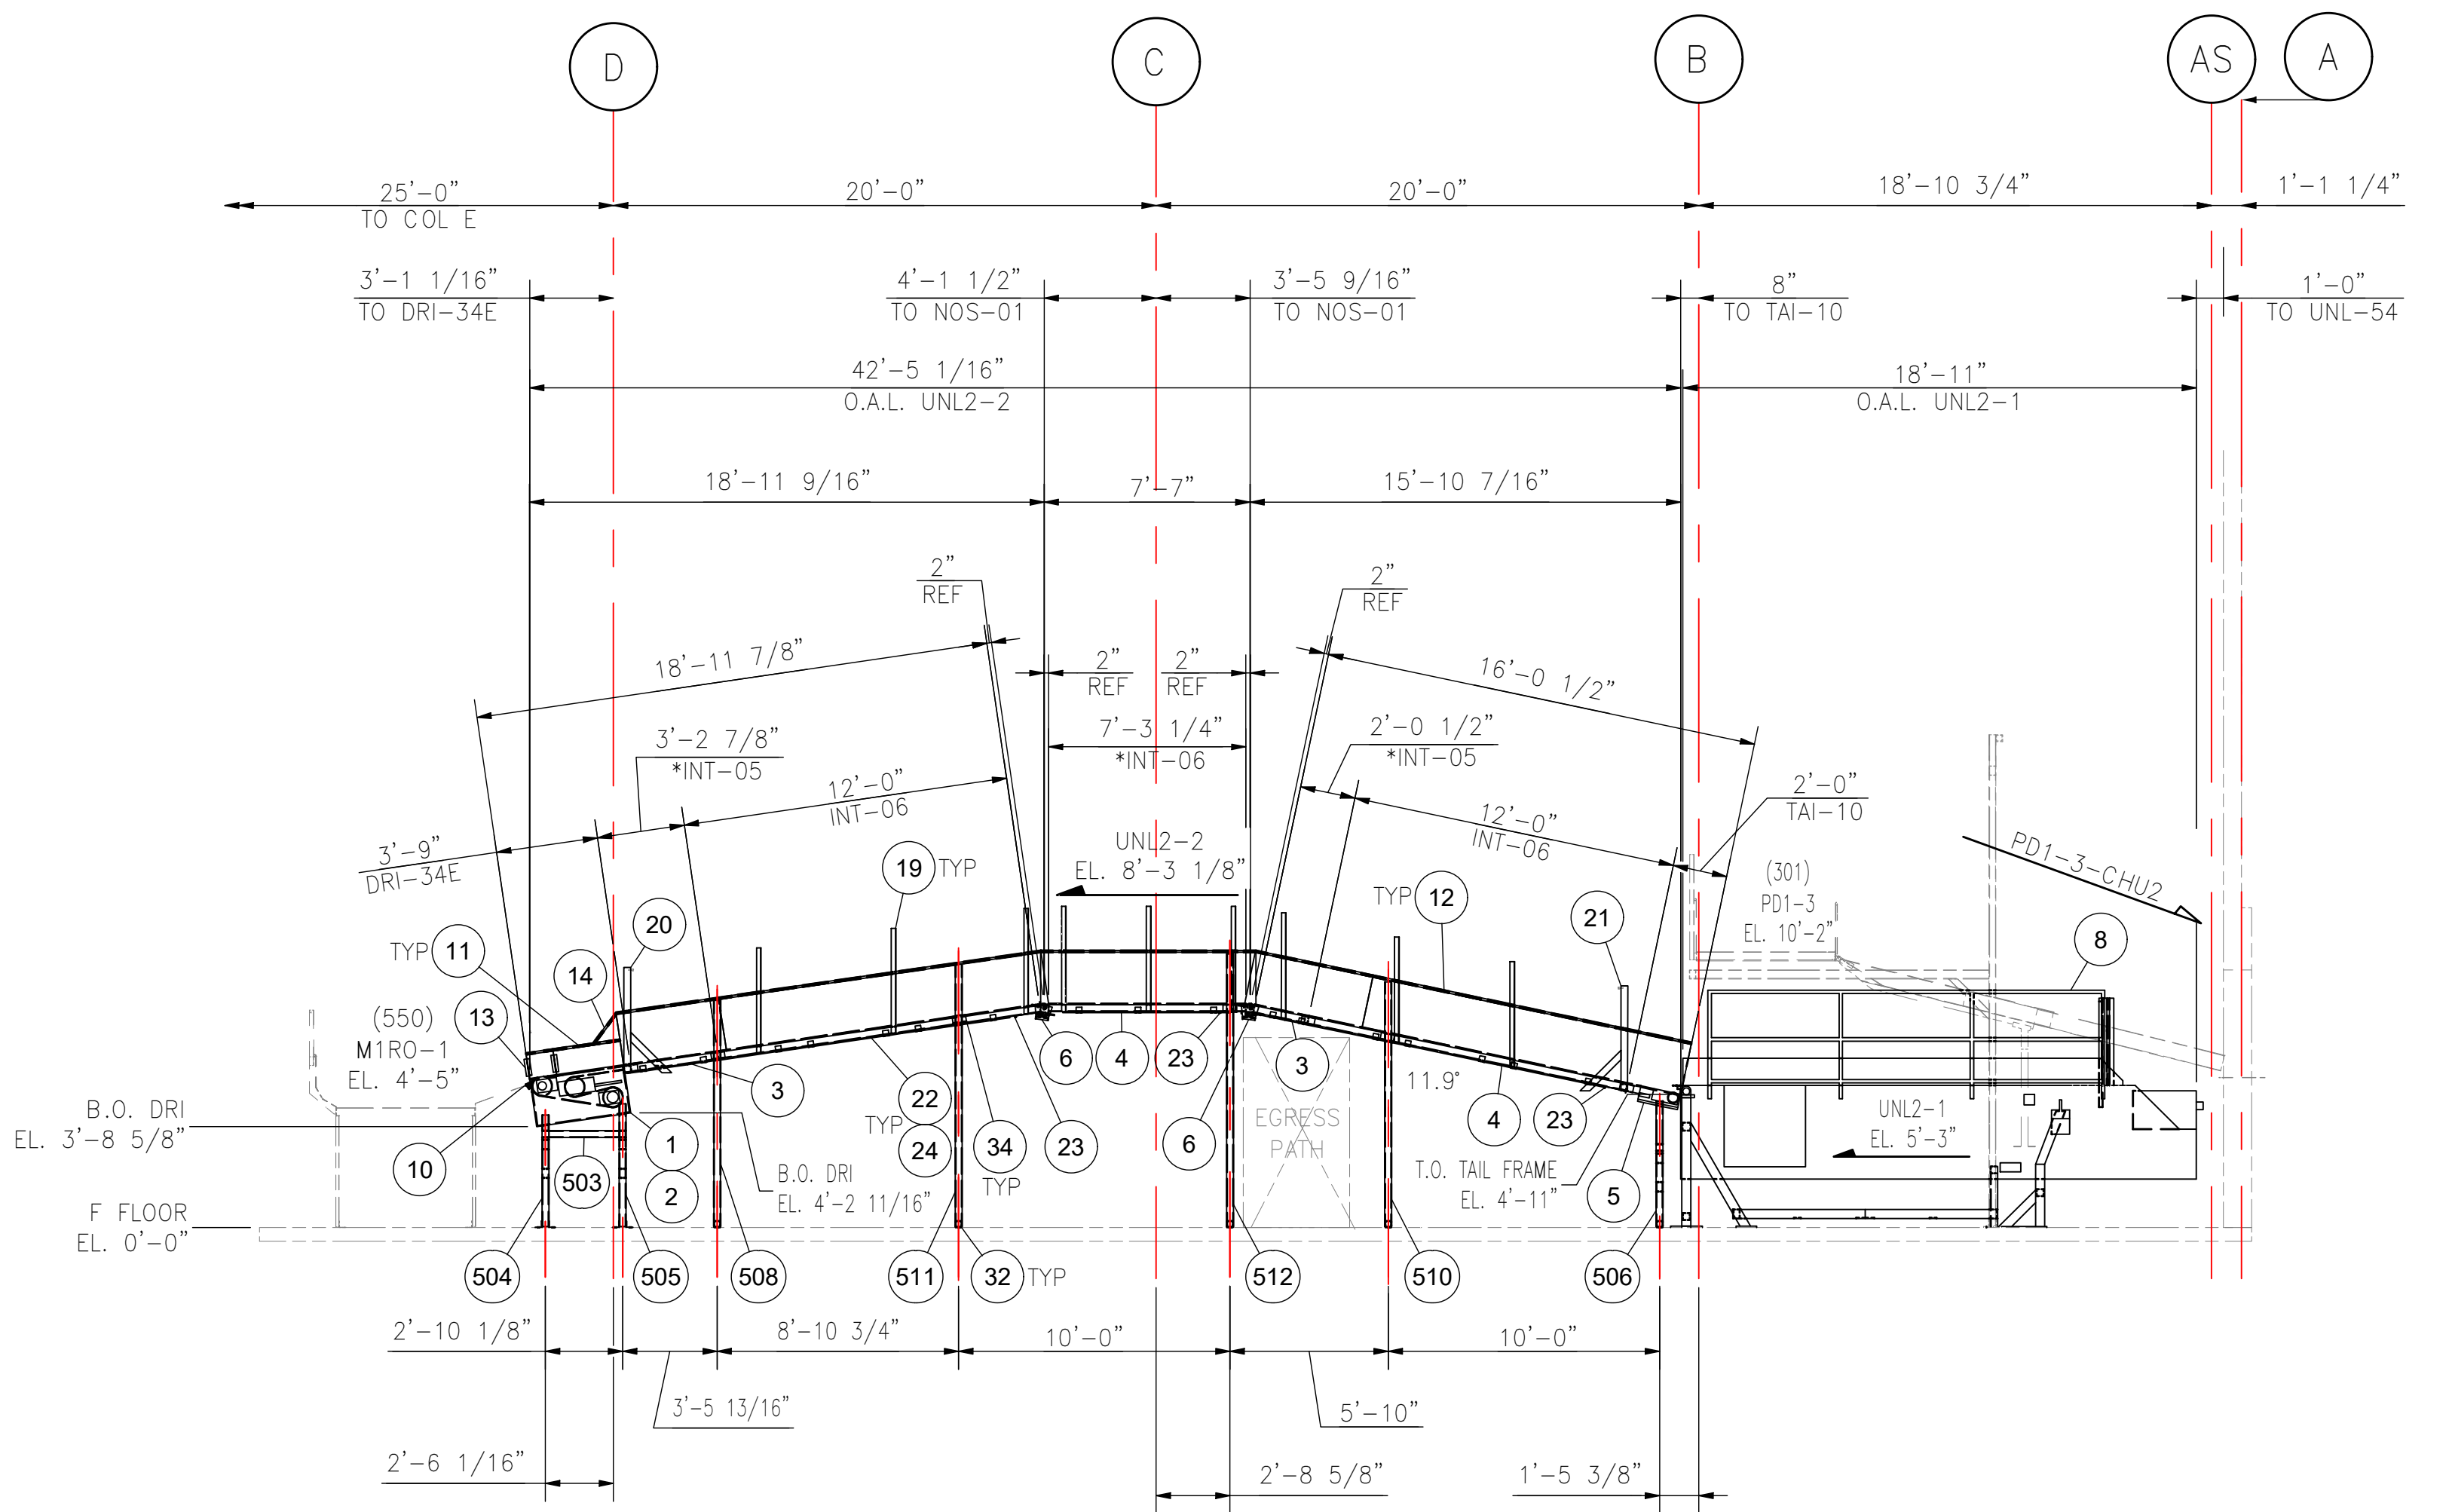 D
C
B
AS
A
25'-0"
TO COL E
20'-0"
20'-0"
18'-10 3/4"
1'-1 1/4"
3'-1 1/16"
TO DRI-34E
4'-1 1/2"
TO NOS-01
3'-5 9/16"
TO NOS-01
8"
TO TAI-10
1'-0"
TO UNL-54
42'-5 1/16"
O.A.L. UNL2-2
18'-11"
O.A.L. UNL2-1
18'-11 9/16"
7'-7"
15'-10 7/16"
2"
REF
2"
REF
18'-11 7/8"
2"
REF
2"
REF
16'-0 1/2"
3'-2 7/8"
*INT-05
7'-3 1/4"
*INT-06
2'-0 1/2"
*INT-05
12'-0"
INT-06
2'-0"
TAI-10
12'-0"
INT-06
3'-9"
DRI-34E
UNL2-2
EL. 8'-3 1/8"
PD1-3-CHU2
(301)
PD1-3
EL. 10'-2"
19 TYP
TYP 12
21
20
8
TYP 11
14
13
(550)
M1RO-1
EL. 4'-5"
6
4
23
3
3
11.9°
B.O. DRI
EL. 3'-8 5/8"
22
TYP
24
34
TYP
23
6
EGRESS
PATH
4
23
UNL2-1
EL. 5'-3"
10
503
1
2
B.O. DRI
EL. 4'-2 11/16"
T.O. TAIL FRAME
EL. 4'-11"
5
F FLOOR
EL. 0'-0"
504
505
508
511
32 TYP
512
510
506
2'-10 1/8"
8'-10 3/4"
10'-0"
10'-0"
3'-5 13/16"
5'-10"
2'-6 1/16"
2'-8 5/8"
1'-5 3/8"